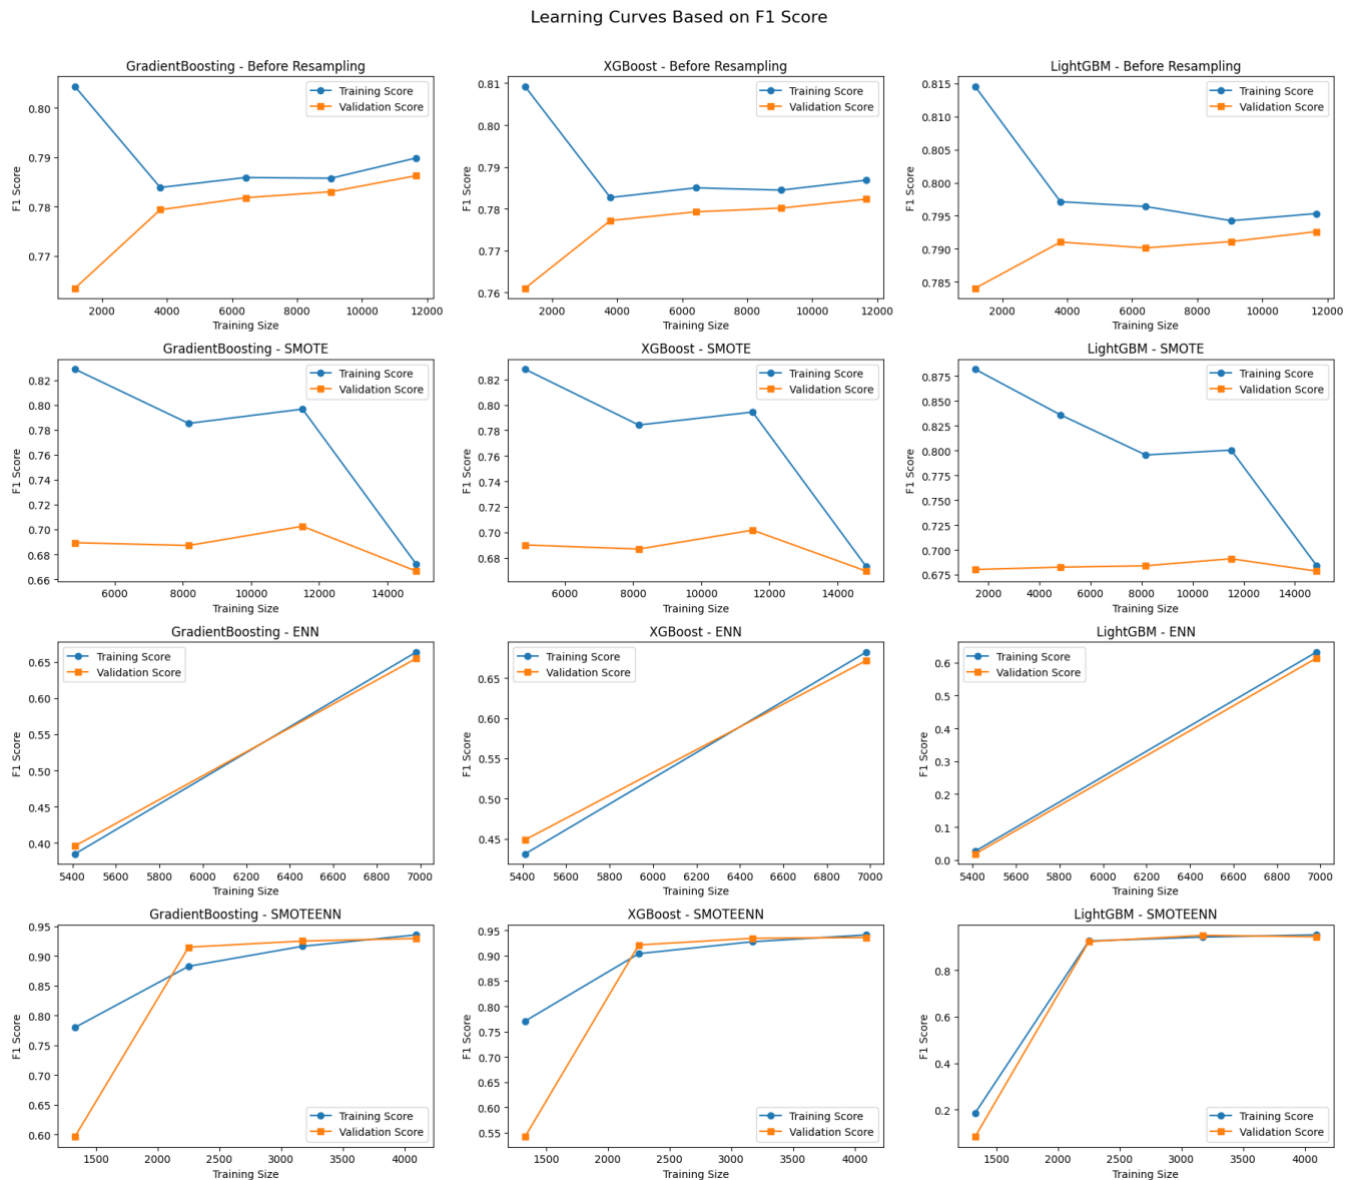 Learning Curves Based on F1 Score
GradientBoosting - Before Resampling
Training Score
Validation Score
0.80
0.79
0.78
0.77
F1 Score
2000 4000 6000 8000 10000 12000
Training Size
XGBoost - Before Resampling
Training Score
Validation Score
0.81
0.80
0.79
0.78
0.77
0.76
F1 Score
2000 4000 6000 8000 10000 12000
Training Size
LightGBM - Before Resampling
Training Score
Validation Score
0.815
0.810
0.805
0.800
0.795
0.790
0.785
F1 Score
2000 4000 6000 8000 10000 12000
Training Size
GradientBoosting - SMOTE
Training Score
Validation Score
0.82
0.80
0.78
0.76
0.74
0.72
0.70
0.68
0.66
F1 Score
6000 8000 10000 12000 14000
Training Size
XGBoost - SMOTE
Training Score
Validation Score
0.82
0.80
0.78
0.76
0.74
0.72
0.70
0.68
F1 Score
6000 8000 10000 12000 14000
Training Size
LightGBM - SMOTE
Training Score
Validation Score
0.875
0.850
0.825
0.800
0.775
0.750
0.725
0.700
0.675
F1 Score
2000 4000 6000 8000 10000 12000 14000
Training Size
GradientBoosting - ENN
Training Score
Validation Score
0.65
0.60
0.55
0.50
0.45
0.40
F1 Score
5400 5600 5800 6000 6200 6400 6600 6800 7000
Training Size
XGBoost - ENN
Training Score
Validation Score
0.65
0.60
0.55
0.50
0.45
F1 Score
5400 5600 5800 6000 6200 6400 6600 6800 7000
Training Size
LightGBM - ENN
Training Score
Validation Score
0.6
0.5
0.4
0.3
0.2
0.1
0.0
F1 Score
5400 5600 5800 6000 6200 6400 6600 6800 7000
Training Size
GradientBoosting - SMOTEENN
0.95
0.90
0.85
0.80
0.75
0.70
0.65
0.60
F1 Score
Training Score
Validation Score
1500 2000 2500 3000 3500 4000
Training Size
XGBoost - SMOTEENN
0.95
0.90
0.85
0.80
0.75
0.70
0.65
0.60
0.55
F1 Score
Training Score
Validation Score
1500 2000 2500 3000 3500 4000
Training Size
LightGBM - SMOTEENN
0.8
0.6
0.4
0.2
F1 Score
Training Score
Validation Score
1500 2000 2500 3000 3500 4000
Training Size